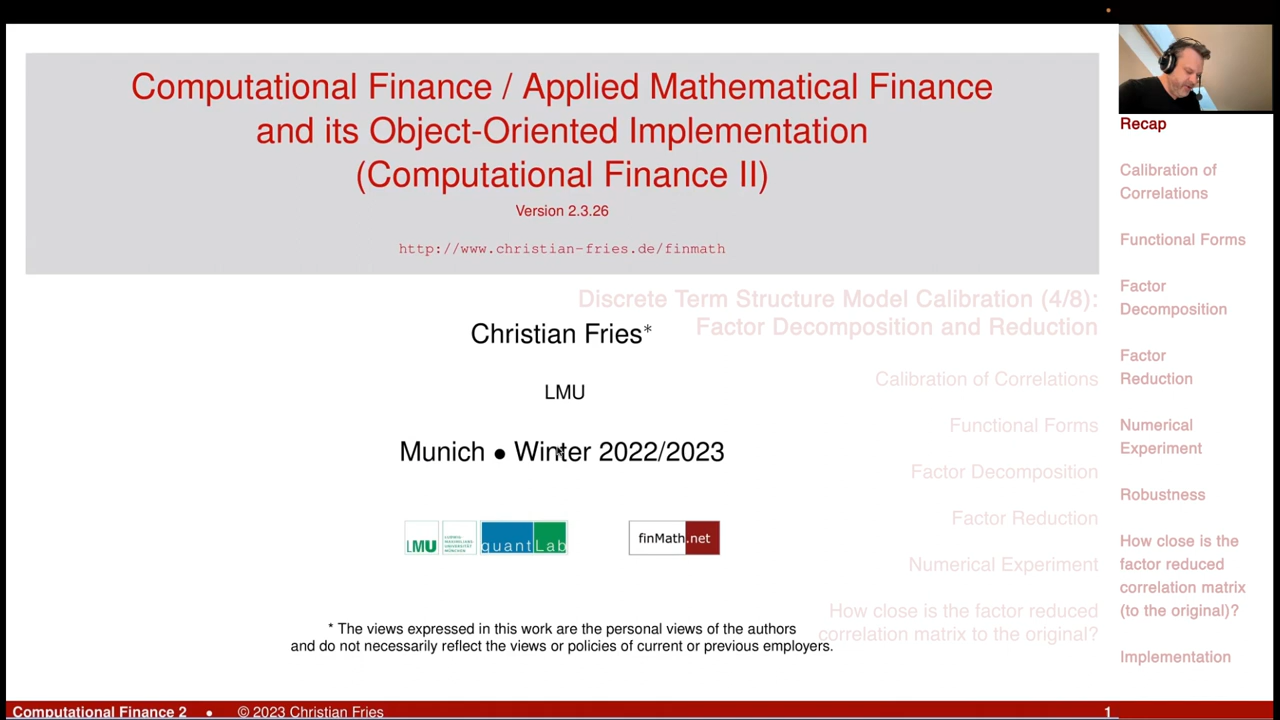 Computational Finance / Applied Mathematical Finance
and its Object-Oriented Implementation
(Computational Finance II)
Version 2.3.26
http://www.christian-fries.de/finmath
Discrete Term Structure Model Calibration (4/8):
Factor Decomposition and Reduction
Christian Fries*
LMU
Munich • Winter 2022/2023
Calibration of Correlations
Functional Forms
Factor Decomposition
Factor Reduction
Numerical Experiment
How close is the factor reduced
correlation matrix to the original?
LMU
quantLab
finMath.net
* The views expressed in this work are the personal views of the authors
and do not necessarily reflect the views or policies of current or previous employers.
Recap
Calibration of
Correlations
Functional Forms
Factor
Decomposition
Factor
Reduction
Numerical
Experiment
Robustness
How close is the
factor reduced
correlation matrix
(to the original)?
Implementation
Computational Finance 2 • © 2023 Christian Fries 1